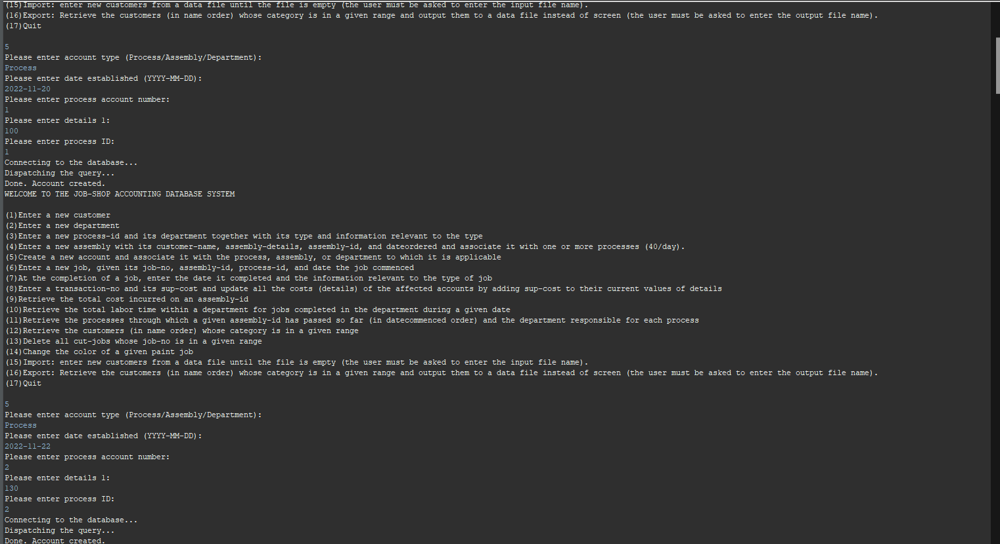 (15)Import: enter new customers from a data file until the file is empty (the user must be asked to enter the input file name).
(16)Export: Retrieve the customers (in name order) whose category is in a given range and output them to a data file instead of screen (the user must be asked to enter the output file name).
(17)Quit
5
Please enter account type (Process/Assembly/Department):
Process
Please enter date established (YYYY-MM-DD):
2022-11-20
Please enter process account number:
1
Please enter details 1:
100
Please enter process ID:
1
Connecting to the database...
Dispatching the query...
Done. Account created.
WELCOME TO THE JOB-SHOP ACCOUNTING DATABASE SYSTEM
(1)Enter a new customer
(2)Enter a new department
(3)Enter a new process-id and its department together with its type and information relevant to the type
(4)Enter a new assembly with its customer-name, assembly-details, assembly-id, and dateordered and associate it with one or more processes (40/day).
(5)Create a new account and associate it with the process, assembly, or department to which it is applicable
(6)Enter a new job, given its job-no, assembly-id, process-id, and date the job commenced
(7)At the completion of a job, enter the date it completed and the information relevant to the type of job
(8)Enter a transaction-no and its sup-cost and update all the costs (details) of the affected accounts by adding sup-cost to their current values of details
(9)Retrieve the total cost incurred on an assembly-id
(10)Retrieve the total labor time within a department for jobs completed in the department during a given date
(11)Retrieve the processes through which a given assembly-id has passed so far (in datecommenced order) and the department responsible for each process
(12)Retrieve the customers (in name order) whose category is in a given range
(13)Delete all cut-jobs whose job-no is in a given range
(14)Change the color of a given paint job
(15)Import: enter new customers from a data file until the file is empty (the user must be asked to enter the input file name).
(16)Export: Retrieve the customers (in name order) whose category is in a given range and output them to a data file instead of screen (the user must be asked to enter the output file name).
(17)Quit
5
Please enter account type (Process/Assembly/Department):
Process
Please enter date established (YYYY-MM-DD):
2022-11-22
Please enter process account number:
2
Please enter details 1:
130
Please enter process ID:
2
Connecting to the database...
Dispatching the query...
Done. Account created.